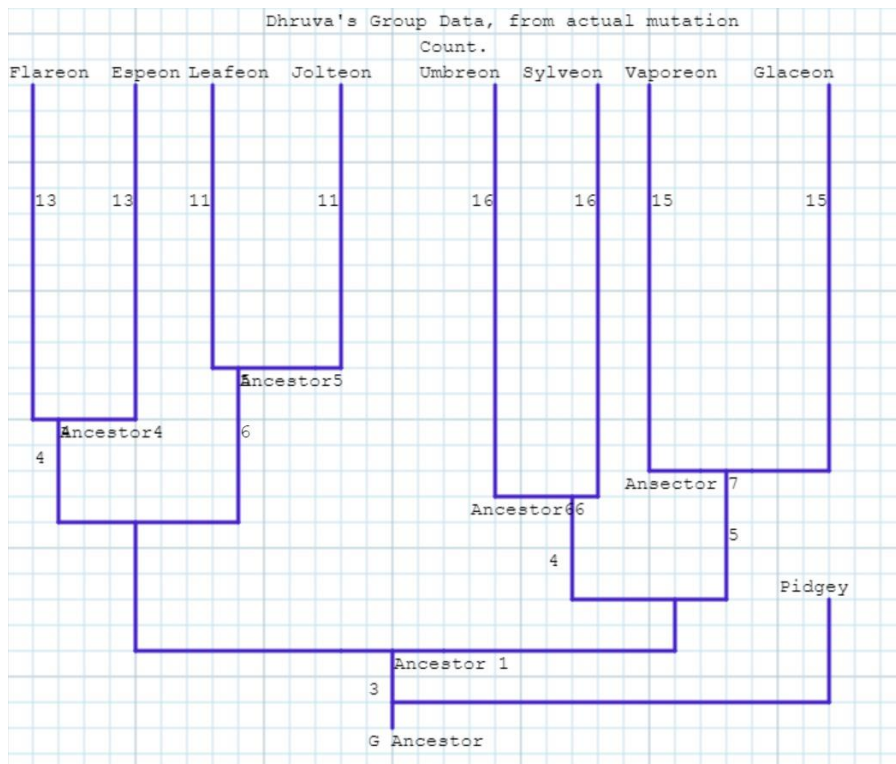 Dhruva's Group Data, from actual mutation
Count.
Flareon Espeon Leafeon Jolteon Umbreon Sylveon Vaporeon Glaceon
13 13 11 11 16 16 15 15
Ancestor5
Ancestor4 6
4
Ansector 7
Ancestor66
5
4
Pidgey
Ancestor 1
3
G Ancestor